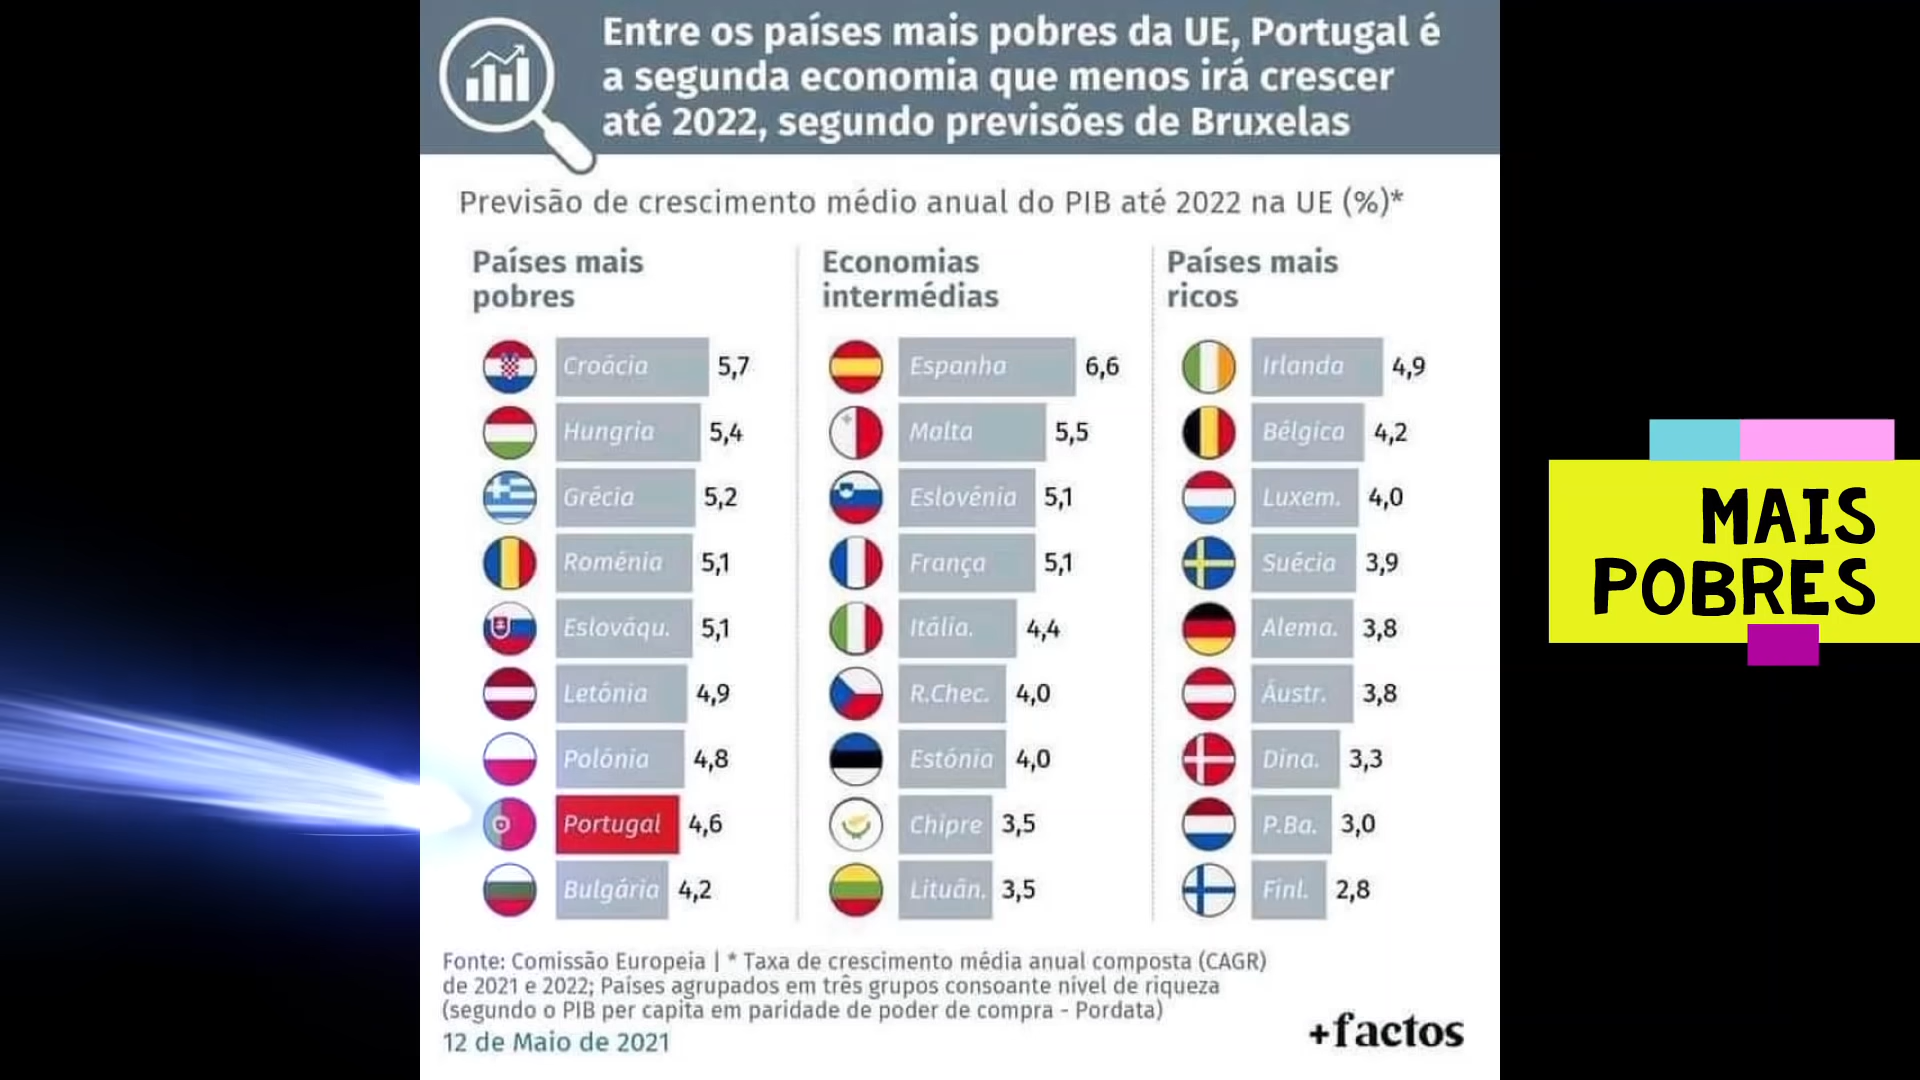 Entre os países mais pobres da UE, Portugal é
a segunda economia que menos irá crescer
até 2022, segundo previsões de Bruxelas
Previsão de crescimento médio anual do PIB até 2022 na UE (%)*
Países mais
pobres
Croácia 5,7
Hungria 5,4
Grécia 5,2
Roménia 5,1
Eslováqu. 5,1
Letónia 4,9
Polónia 4,8
Portugal 4,6
Bulgária 4,2
Economias
intermédias
Espanha 6,6
Malta 5,5
Eslovénia 5,1
França 5,1
Itália. 4,4
R.Chec. 4,0
Estónia 4,0
Chipre 3,5
Lituân. 3,5
Países mais
ricos
Irlanda 4,9
Bélgica 4,2
Luxem. 4,0
Suécia 3,9
Alema. 3,8
Áustr. 3,8
Dina. 3,3
P.Ba. 3,0
Finl. 2,8
Fonte: Comissão Europeia | * Taxa de crescimento média anual composta (CAGR)
de 2021 e 2022; Países agrupados em três grupos consoante nível de riqueza
(segundo o PIB per capita em paridade de poder de compra - Pordata)
12 de Maio de 2021
+factos
MAIS
POBRES